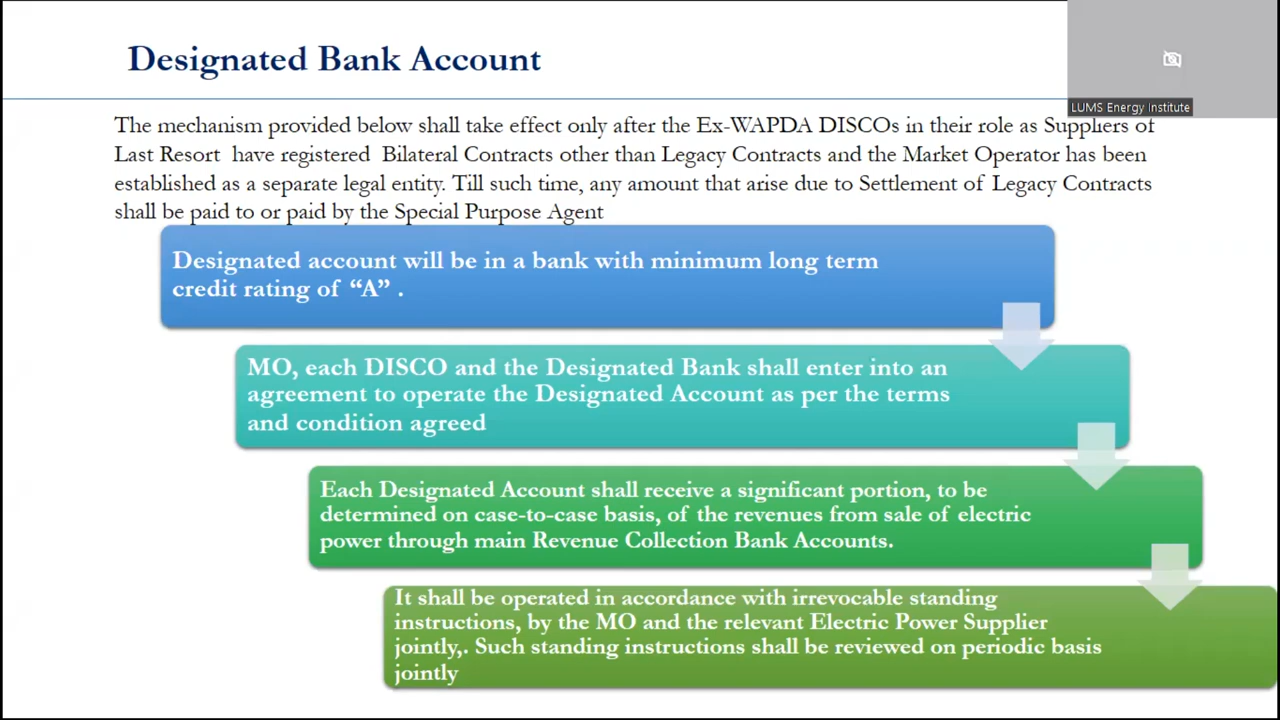 Designated Bank Account
LUMS Energy Institute
The mechanism provided below shall take effect only after the Ex-WAPDA DISCOs in their role as Suppliers of
Last Resort have registered Bilateral Contracts other than Legacy Contracts and the Market Operator has been
established as a separate legal entity. Till such time, any amount that arise due to Settlement of Legacy Contracts
shall be paid to or paid by the Special Purpose Agent
Designated account will be in a bank with minimum long term
credit rating of “A” .
MO, each DISCO and the Designated Bank shall enter into an
agreement to operate the Designated Account as per the terms
and condition agreed
Each Designated Account shall receive a significant portion, to be
determined on case-to-case basis, of the revenues from sale of electric
power through main Revenue Collection Bank Accounts.
It shall be operated in accordance with irrevocable standing
instructions, by the MO and the relevant Electric Power Supplier
jointly,. Such standing instructions shall be reviewed on periodic basis
jointly